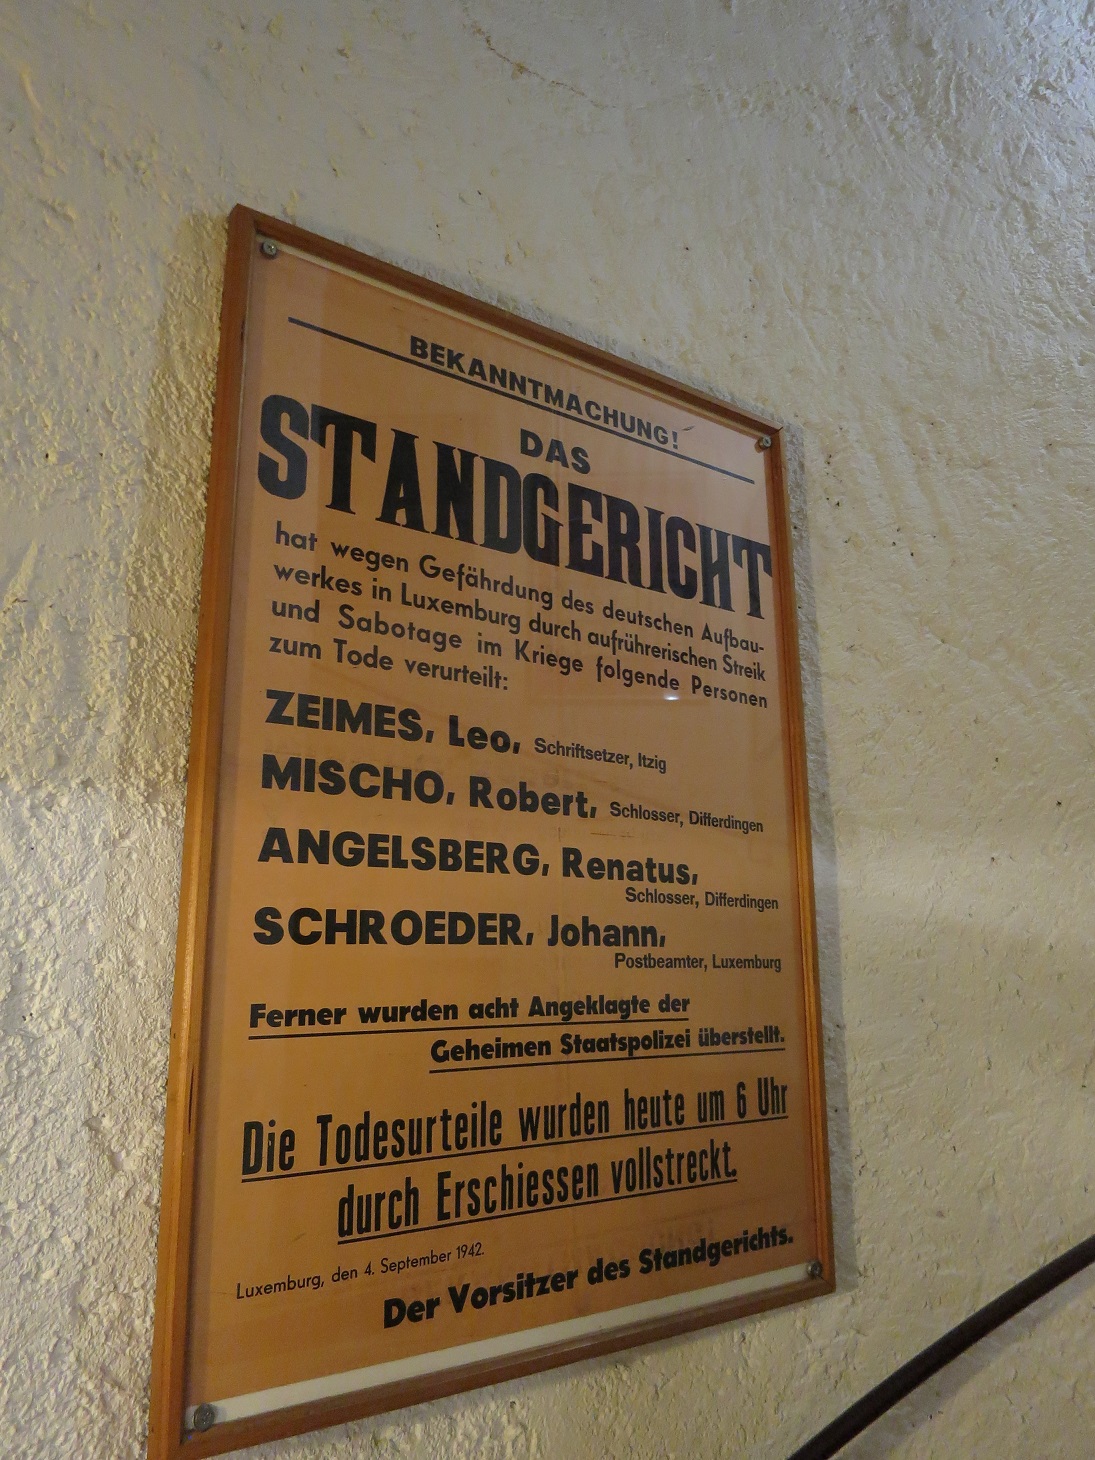 BEKANNTMACHUNG!
DAS
STANDGERICHT
hat wegen Gefährdung des deutschen Aufbau-
werkes in Luxemburg durch aufrührerischen Streik
und Sabotage im Kriege folgende Personen
zum Tode verurteilt:
ZEIMES, Leo, Schriftsetzer, Itzig
MISCHO, Robert, Schlosser, Differdingen
ANGELSBERG, Renatus,
Schlosser, Differdingen
SCHROEDER, Johann,
Postbeamter, Luxemburg
Ferner wurden acht Angeklagte der
Geheimen Staatspolizei überstellt.
Die Todesurteile wurden heute um 6 Uhr
durch Erschiessen vollstreckt.
Luxemburg, den 4. September 1942.
Der Vorsitzer des Standgerichts.